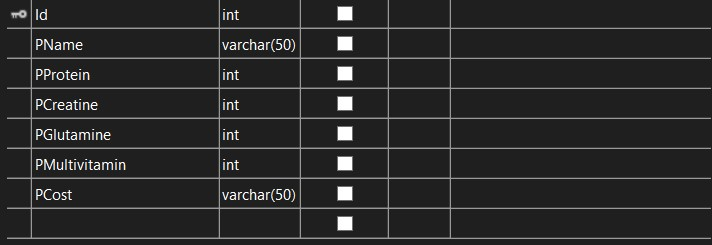 Id int
PName varchar(50)
PProtein int
PCreatine int
PGlutamine int
PMultivitamin int
PCost varchar(50)